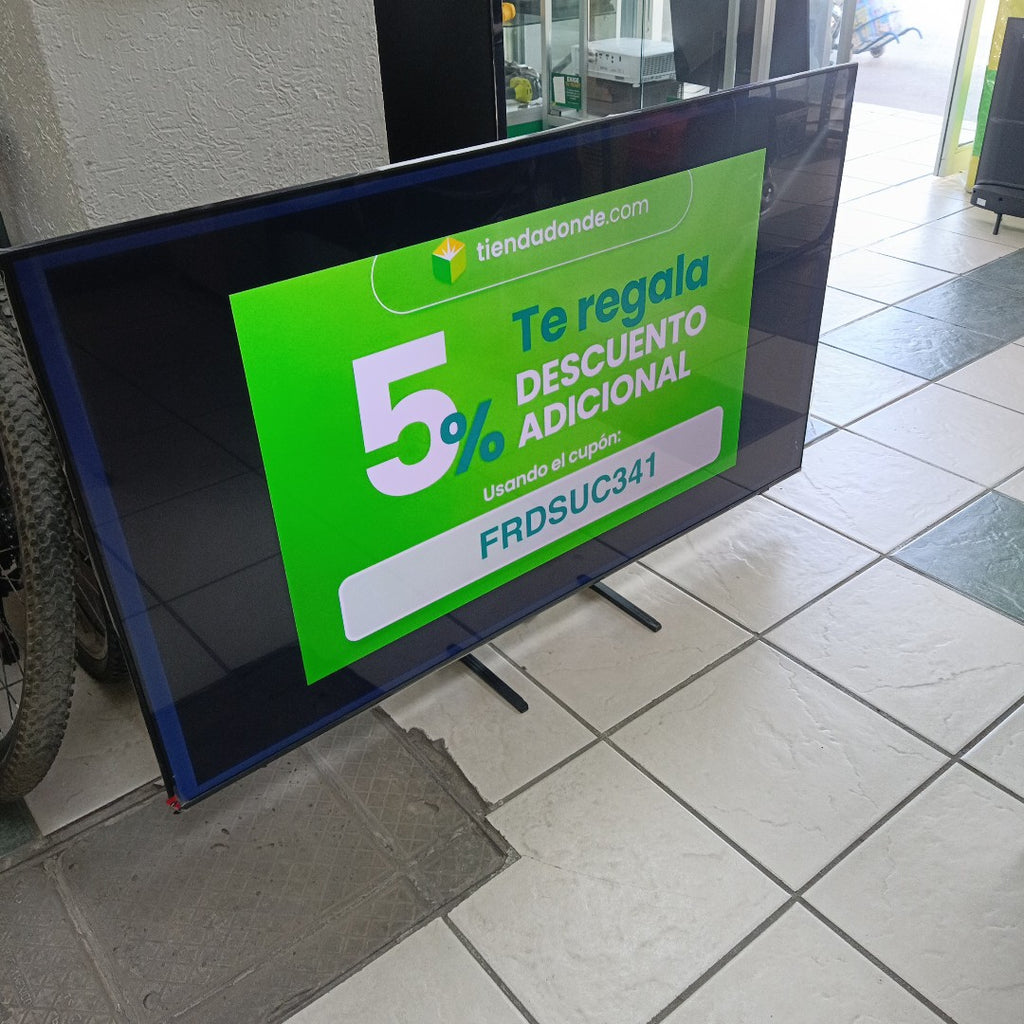 tiendadonde.com
Te regala
5% DESCUENTO
ADICIONAL
Usando el cupón:
FRDSUC341